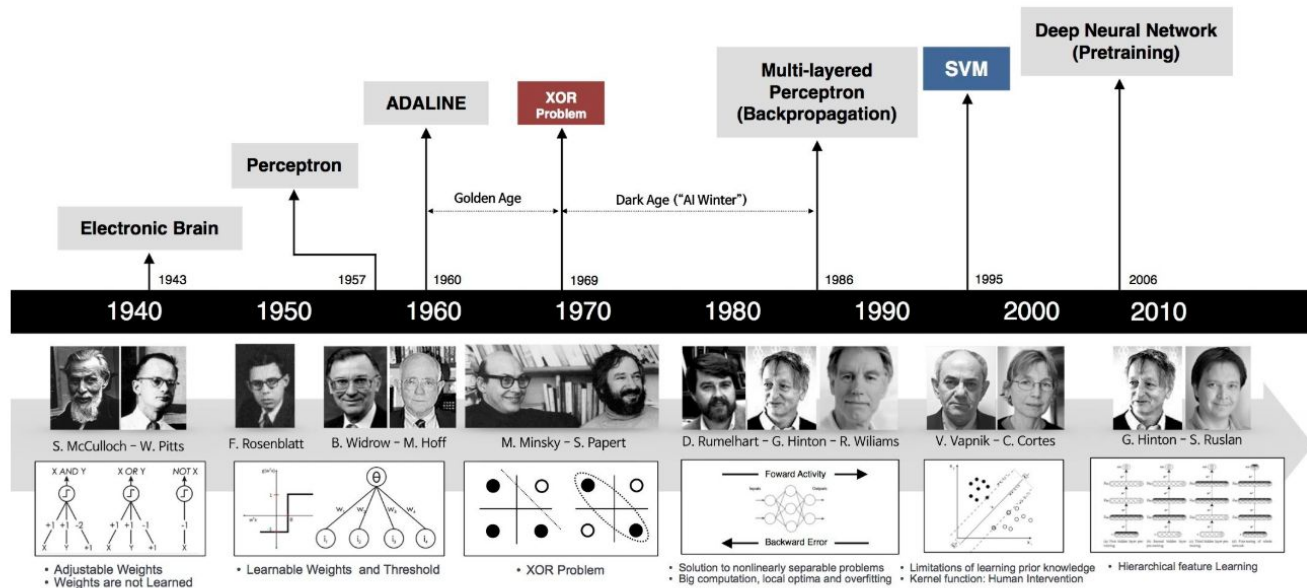 Deep Neural Network
(Pretraining)
Multi-layered
Perceptron
(Backpropagation)
SVM
ADALINE
XOR
Problem
Perceptron
Golden Age
Dark Age ("AI Winter")
Electronic Brain
1943
1957
1960
1969
1986
1995
2006
1940
1950
1960
1970
1980
1990
2000
2010
S. McCulloch – W. Pitts
F. Rosenblatt
B. Widrow – M. Hoff
M. Minsky – S. Papert
D. Rumelhart – G. Hinton – R. Wiliams
V. Vapnik – C. Cortes
G. Hinton – S. Ruslan
X AND Y
X OR Y
NOT X
+1 +1 -2
+1 +1 -1
-1
X Y +1
X Y +1
X
θ
Foward Activity
Inputs
Outputs
Backward Error
• Adjustable Weights
• Weights are not Learned
• Learnable Weights and Threshold
• XOR Problem
• Solution to nonlinearly separable problems
• Big computation, local optima and overfitting
• Limitations of learning prior knowledge
• Kernel function: Human Intervention
• Hierarchical feature Learning